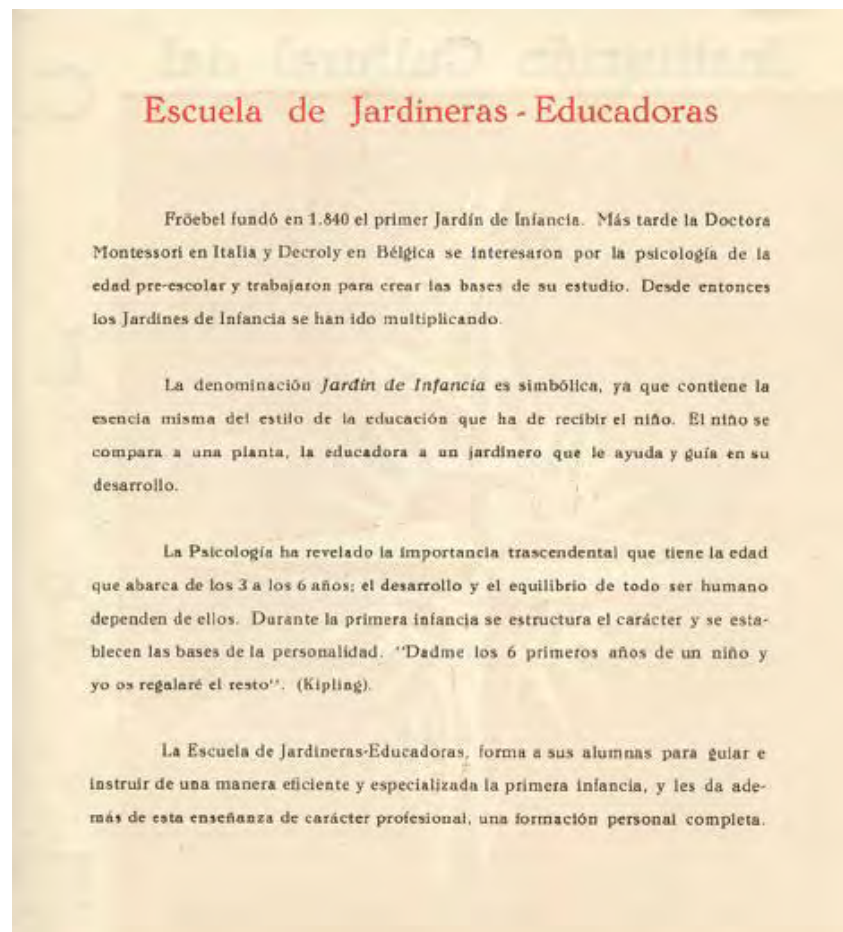 Escuela de Jardineras - Educadoras
Fröebel fundó en 1.840 el primer Jardín de Infancia. Más tarde la Doctora
Montessori en Italia y Decroly en Bélgica se interesaron por la psicología de la
edad pre-escolar y trabajaron para crear las bases de su estudio. Desde entonces
los Jardines de Infancia se han ido multiplicando.
La denominación Jardín de Infancia es simbólica, ya que contiene la
esencia misma del estilo de la educación que ha de recibir el niño. El niño se
compara a una planta, la educadora a un jardinero que le ayuda y guía en su
desarrollo.
La Psicología ha revelado la importancia trascendental que tiene la edad
que abarca de los 3 a los 6 años; el desarrollo y el equilibrio de todo ser humano
dependen de ellos. Durante la primera infancia se estructura el carácter y se esta-
blecen las bases de la personalidad. "Dadme los 6 primeros años de un niño y
yo os regalaré el resto". (Kipling).
La Escuela de Jardineras-Educadoras, forma a sus alumnas para guiar e
instruir de una manera eficiente y especializada la primera infancia, y les da ade-
más de esta enseñanza de carácter profesional, una formación personal completa.